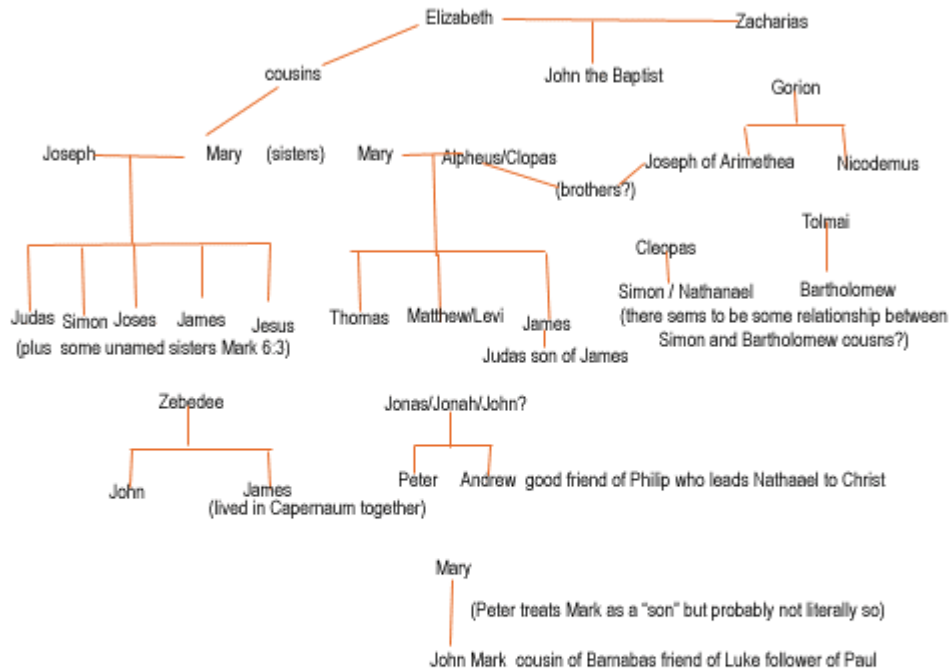 Elizabeth
Zacharias
cousins
John the Baptist
Gorion
Joseph
Mary
(sisters)
Mary
Alpheus/Clopas
Joseph of Arimethea
Nicodemus
(brothers?)
Tolmai
Cleopas
Simon / Nathanael
Bartholomew
(there sems to be some relationship between
Simon and Bartholomew cousns?)
Judas
Simon
Joses
James
Jesus
(plus some unamed sisters Mark 6:3)
Thomas
Matthew/Levi
James
Judas son of James
Zebedee
Jonas/Jonah/John?
John
James
(lived in Capernaum together)
Peter
Andrew good friend of Philip who leads Nathaael to Christ
Mary
(Peter treats Mark as a "son" but probably not literally so)
John Mark cousin of Barnabas friend of Luke follower of Paul